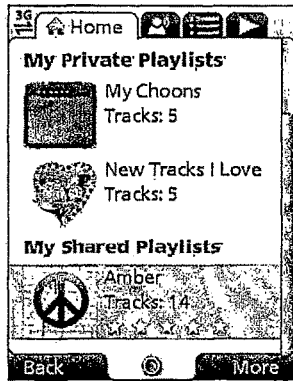 3G
Home
My Private Playlists
My Choons
Tracks: 5
New Tracks I Love
Tracks: 5
My Shared Playlists
Amber
Tracks: 14
Back
More